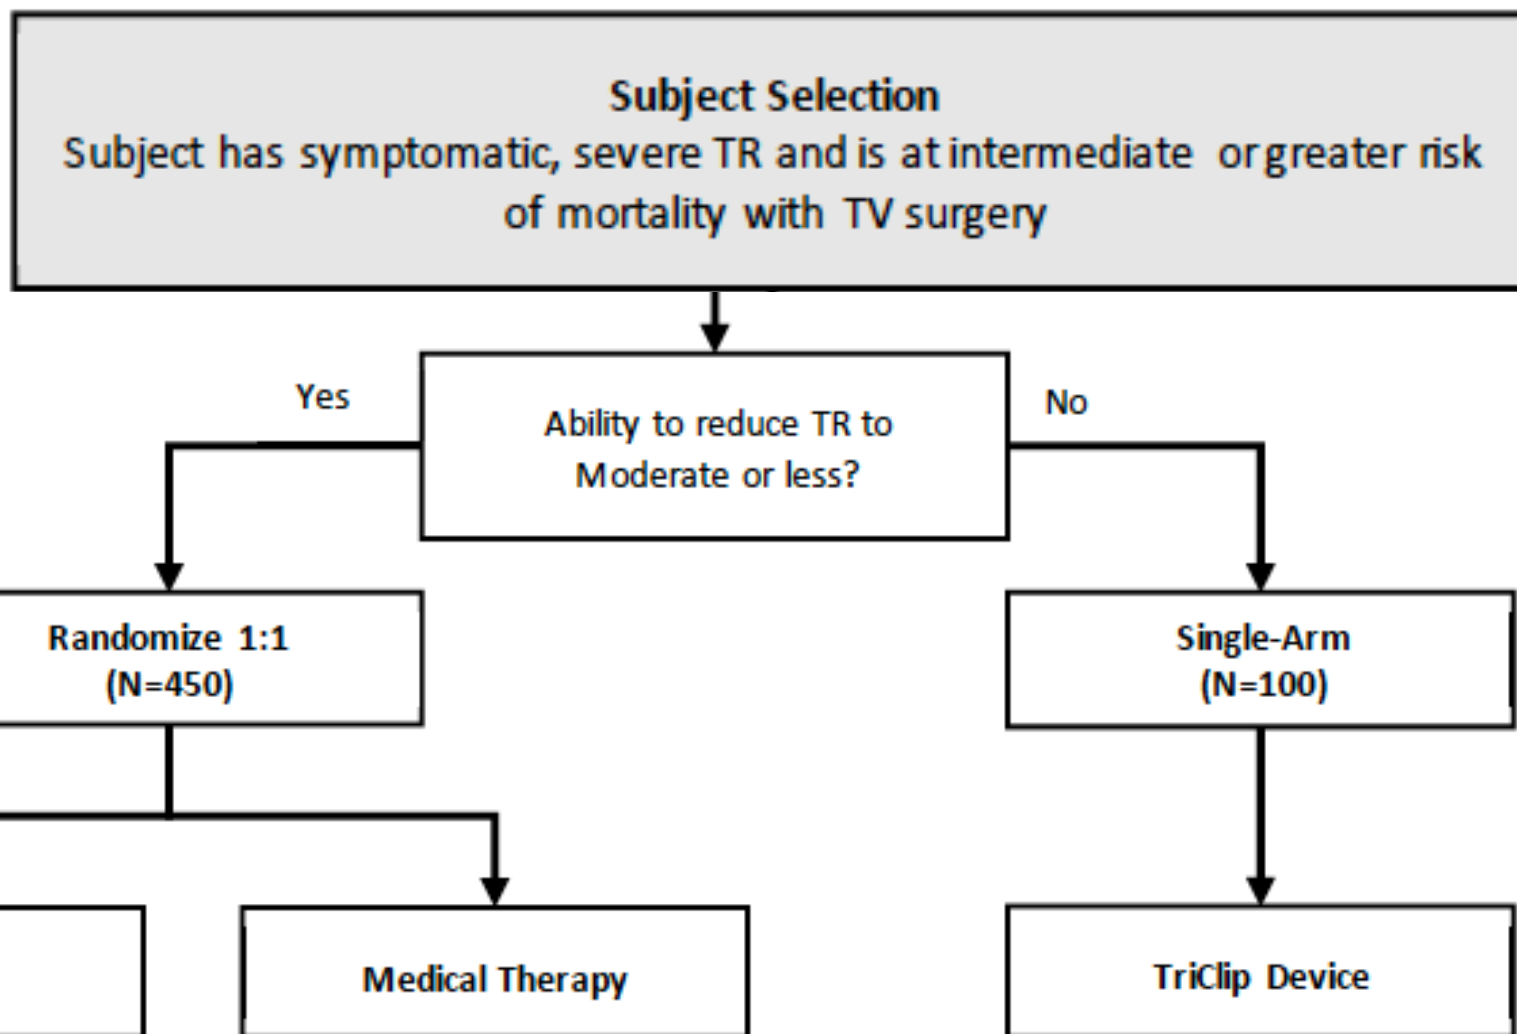 Subject Selection
Subject has symptomatic, severe TR and is at intermediate or greater risk
of mortality with TV surgery
Yes
No
Ability to reduce TR to
Moderate or less?
Randomize 1:1
(N=450)
Single-Arm
(N=100)
Medical Therapy
TriClip Device